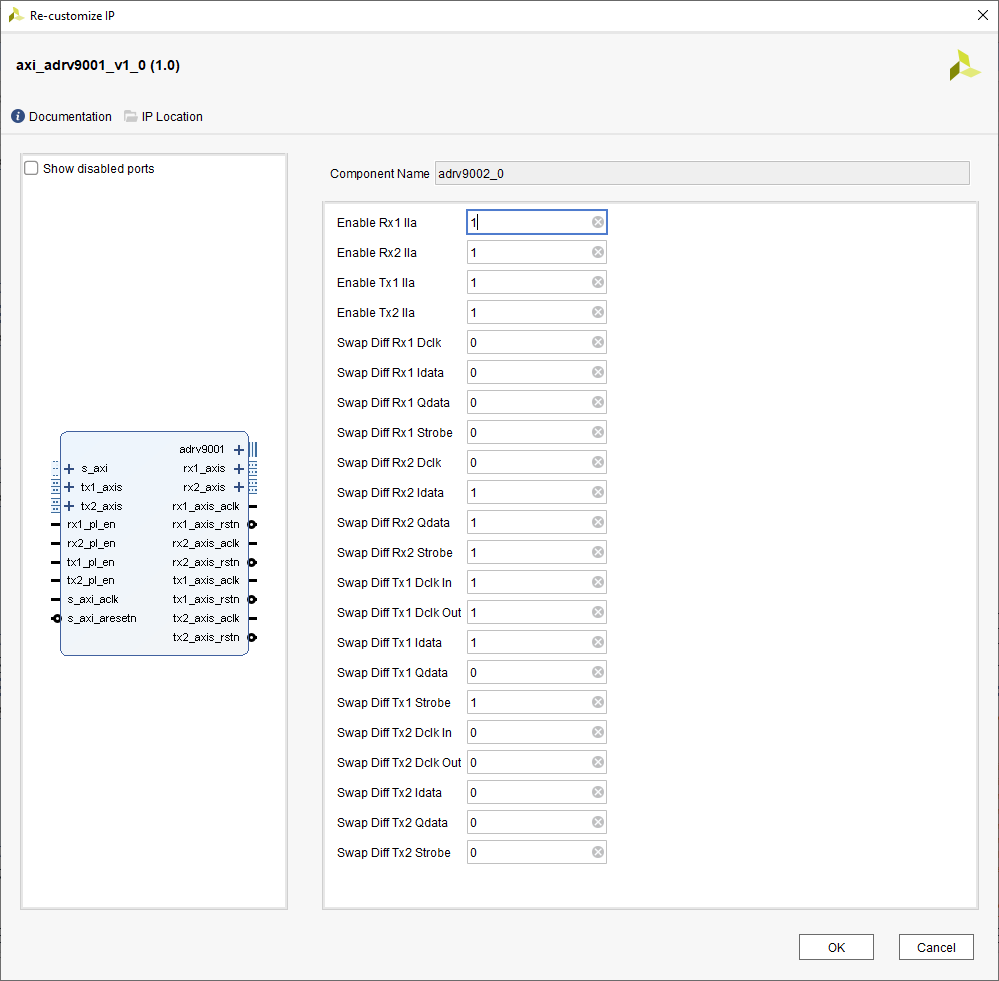 Re-customize IP
axi_adrv9001_v1_0 (1.0)
Documentation IP Location
Show disabled ports
adrv9001
s_axi rx1_axis
tx1_axis rx2_axis
tx2_axis rx1_axis_aclk
rx1_pl_en rx1_axis_rstn
rx2_pl_en rx2_axis_aclk
tx1_pl_en rx2_axis_rstn
tx2_pl_en tx1_axis_aclk
s_axi_aclk tx1_axis_rstn
s_axi_aresetn tx2_axis_aclk
tx2_axis_rstn
Component Name adrv9002_0
Enable Rx1 Ila 1
Enable Rx2 Ila 1
Enable Tx1 Ila 1
Enable Tx2 Ila 1
Swap Diff Rx1 Dclk 0
Swap Diff Rx1 Idata 0
Swap Diff Rx1 Qdata 0
Swap Diff Rx1 Strobe 0
Swap Diff Rx2 Dclk 0
Swap Diff Rx2 Idata 1
Swap Diff Rx2 Qdata 1
Swap Diff Rx2 Strobe 1
Swap Diff Tx1 Dclk In 1
Swap Diff Tx1 Dclk Out 1
Swap Diff Tx1 Idata 1
Swap Diff Tx1 Qdata 0
Swap Diff Tx1 Strobe 1
Swap Diff Tx2 Dclk In 0
Swap Diff Tx2 Dclk Out 0
Swap Diff Tx2 Idata 0
Swap Diff Tx2 Qdata 0
Swap Diff Tx2 Strobe 0
OK Cancel